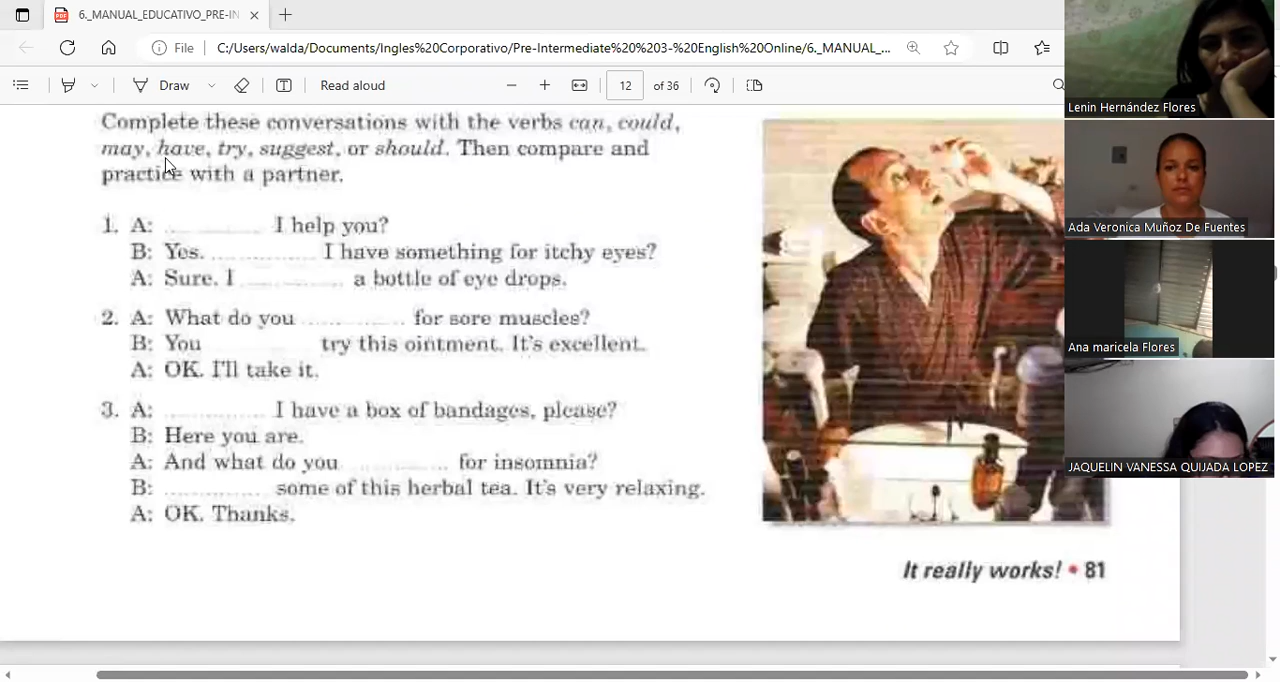 6._MANUAL_EDUCATIVO_PRE-IN
File
C:/Users/walda/Documents/Ingles%20Corporativo/Pre-Intermediate%20%203-%20English%20Online/6._MANUAL_...
Draw
Read aloud
12 of 36
Complete these conversations with the verbs can, could,
may, have, try, suggest, or should. Then compare and
practice with a partner.
1. A: ............ I help you?
B: Yes. ............ I have something for itchy eyes?
A: Sure. I ............ a bottle of eye drops.
2. A: What do you ............ for sore muscles?
B: You ............ try this ointment. It's excellent.
A: OK. I'll take it.
3. A: ............ I have a box of bandages, please?
B: Here you are.
A: And what do you ............ for insomnia?
B: ............ some of this herbal tea. It's very relaxing.
A: OK. Thanks.
It really works! • 81
Lenin Hernández Flores
Ada Veronica Muñoz De Fuentes
Ana maricela Flores
JAQUELIN VANESSA QUIJADA LOPEZ